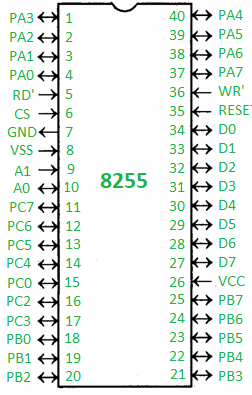 PA3 1 40 PA4
PA2 2 39 PA5
PA1 3 38 PA6
PA0 4 37 PA7
RD' 5 36 WR'
CS 6 35 RESET
GND 7 34 D0
VSS 8 33 D1
A1 9 32 D2
A0 10 8255 31 D3
PC7 11 30 D4
PC6 12 29 D5
PC5 13 28 D6
PC4 14 27 D7
PC0 15 26 VCC
PC2 16 25 PB7
PC3 17 24 PB6
PB0 18 23 PB5
PB1 19 22 PB4
PB2 20 21 PB3